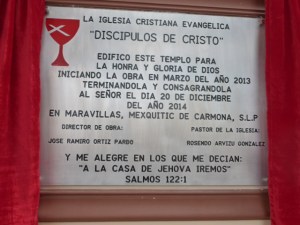 LA IGLESIA CRISTIANA EVANGELICA
"DISCIPULOS DE CRISTO"
EDIFICO ESTE TEMPLO PARA
LA HONRA Y GLORIA DE DIOS
INICIANDO LA OBRA EN MARZO DEL AÑO 2013
TERMINANDOLA Y CONSAGRANDOLA
AL SEÑOR EL DIA 20 DE DICIEMBRE
DEL AÑO 2014
EN MARAVILLAS, MEXQUITIC DE CARMONA, S.L.P
DIRECTOR DE OBRA: PASTOR DE LA IGLESIA:
JOSE RAMIRO ORTIZ PARDO ROSENDO ARVIZU GONZALEZ
Y ME ALEGRE EN LOS QUE ME DECIAN:
"A LA CASA DE JEHOVA IREMOS"
SALMOS 122:1